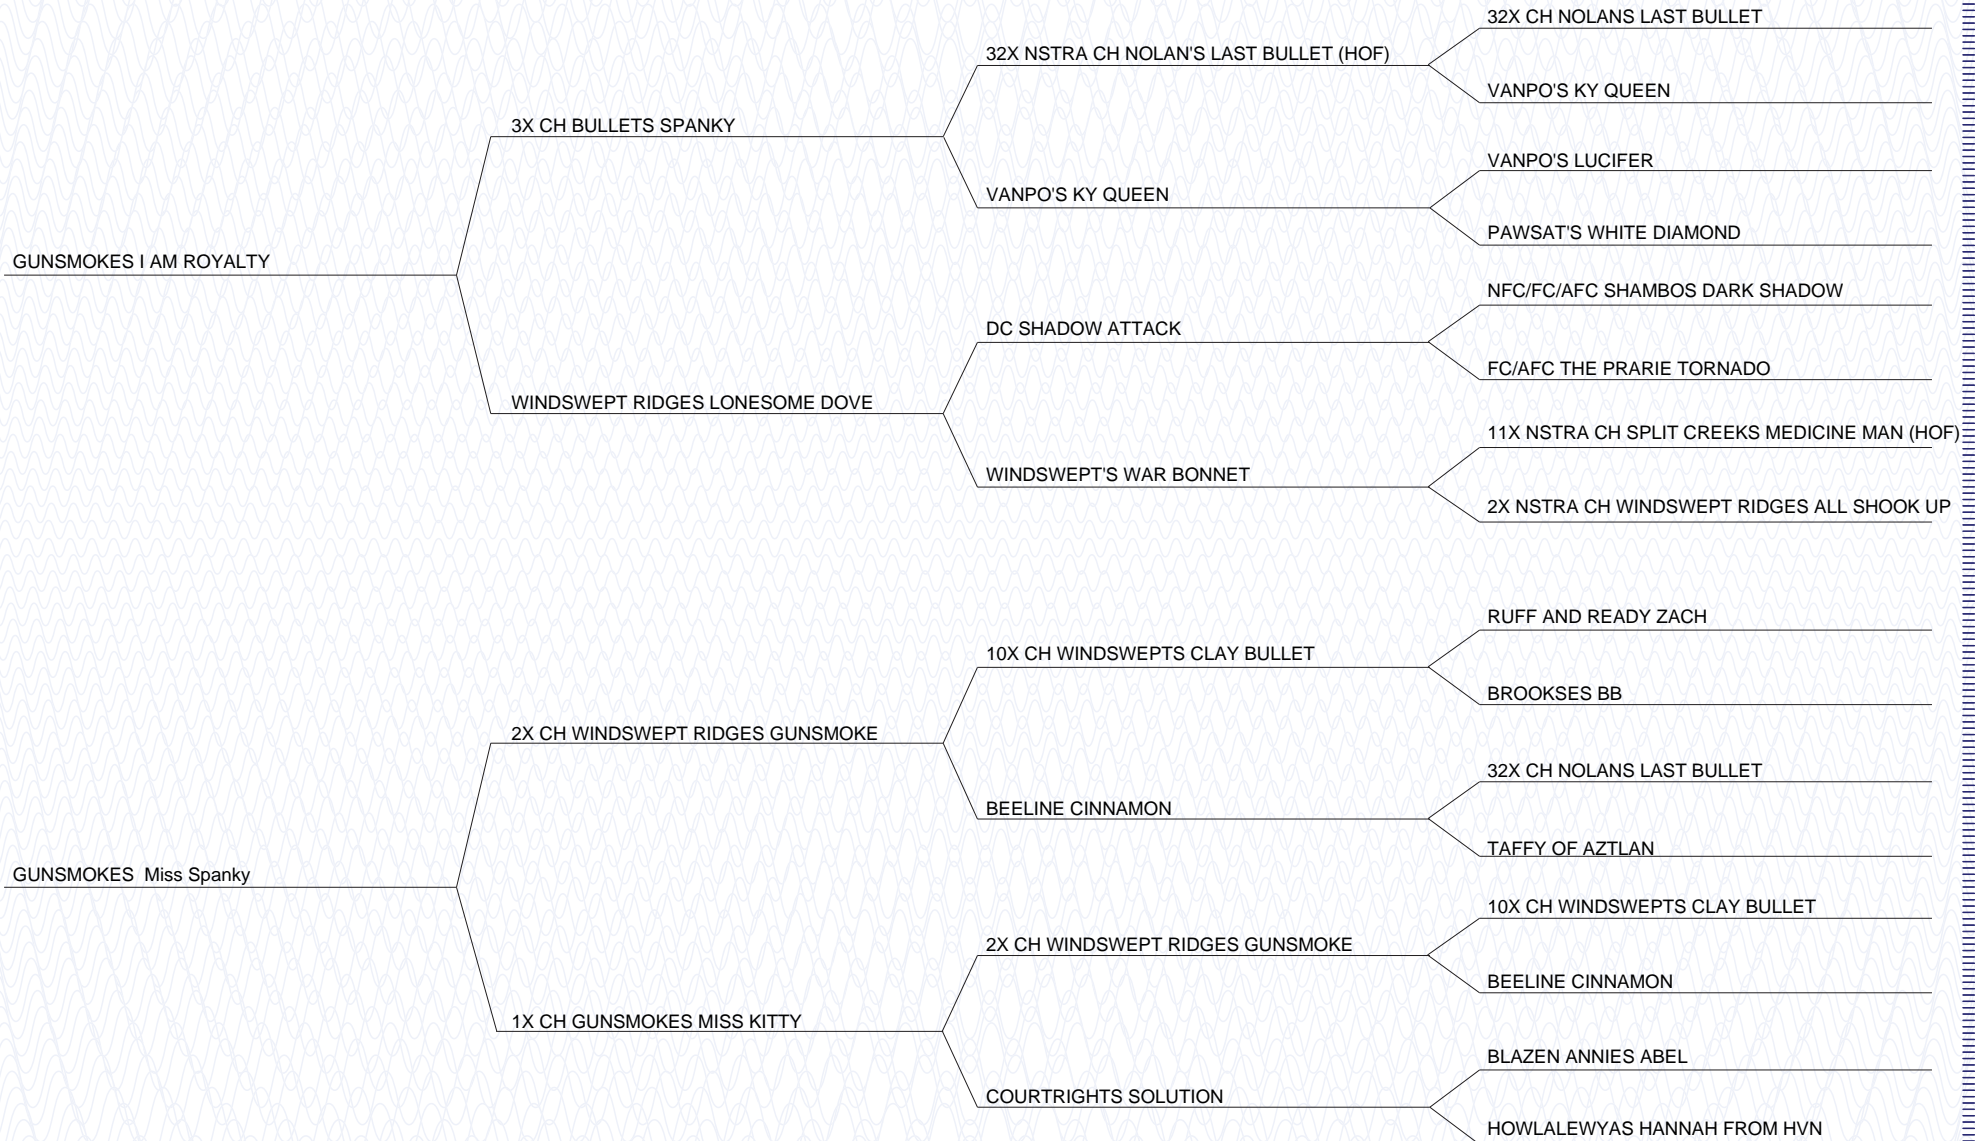 32X CH NOLANS LAST BULLET
32X NSTRA CH NOLAN'S LAST BULLET (HOF)
VANPO'S KY QUEEN
3X CH BULLETS SPANKY
VANPO'S LUCIFER
VANPO'S KY QUEEN
PAWSAT'S WHITE DIAMOND
GUNSMOKES I AM ROYALTY
NFC/FC/AFC SHAMBOS DARK SHADOW
DC SHADOW ATTACK
FC/AFC THE PRARIE TORNADO
WINDSWEPT RIDGES LONESOME DOVE
11X NSTRA CH SPLIT CREEKS MEDICINE MAN (HOF)
WINDSWEPT'S WAR BONNET
2X NSTRA CH WINDSWEPT RIDGES ALL SHOOK UP
RUFF AND READY ZACH
10X CH WINDSWEPTS CLAY BULLET
BROOKSES BB
2X CH WINDSWEPT RIDGES GUNSMOKE
32X CH NOLANS LAST BULLET
BEELINE CINNAMON
TAFFY OF AZTLAN
GUNSMOKES  Miss Spanky
10X CH WINDSWEPTS CLAY BULLET
2X CH WINDSWEPT RIDGES GUNSMOKE
BEELINE CINNAMON
1X CH GUNSMOKES MISS KITTY
BLAZEN ANNIES ABEL
COURTRIGHTS SOLUTION
HOWLALEWYAS HANNAH FROM HVN